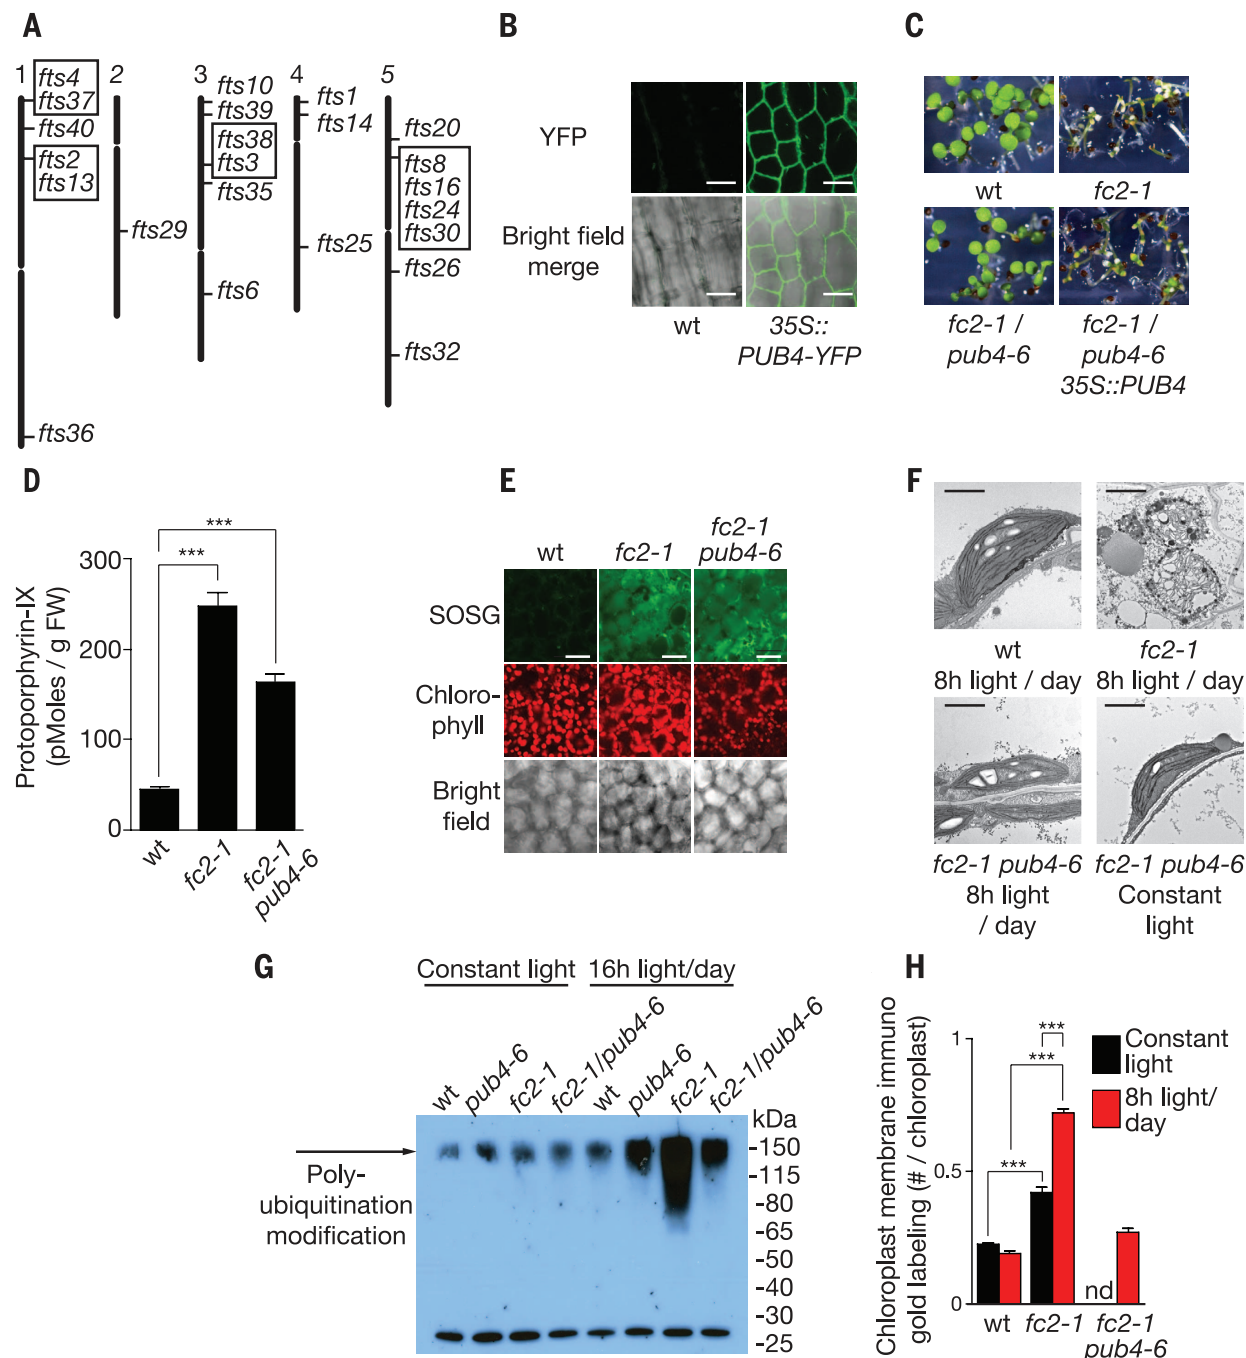 A
1
fts4
fts37
fts40
fts2
fts13
fts36
2
fts29
3
fts10
fts39
fts38
fts3
fts35
fts6
4
fts1
fts14
fts25
5
fts20
fts8
fts16
fts24
fts30
fts26
fts32
B
YFP
Bright field
merge
wt
35S::
PUB4-YFP
C
wt
fc2-1
fc2-1 /
pub4-6
fc2-1 /
pub4-6
35S::PUB4
D
Protoporphyrin-IX
(pMoles / g FW)
300
200
100
0
***
***
wt
fc2-1
fc2-1
pub4-6
E
wt
fc2-1
fc2-1
pub4-6
SOSG
Chloro-
phyll
Bright
field
F
wt
8h light / day
fc2-1
8h light / day
fc2-1 pub4-6
8h light
/ day
fc2-1 pub4-6
Constant
light
G
Constant light
16h light/day
wt
pub4-6
fc2-1
fc2-1/pub4-6
wt
pub4-6
fc2-1
fc2-1/pub4-6
kDa
-150
-115
-80
-65
-50
-40
-30
-25
Poly-
ubiquitination
modification
H
Chloroplast membrane immuno
gold labeling (# / chloroplast)
1
0.5
0
***
***
***
Constant
light
8h light/
day
nd
wt
fc2-1
fc2-1
pub4-6